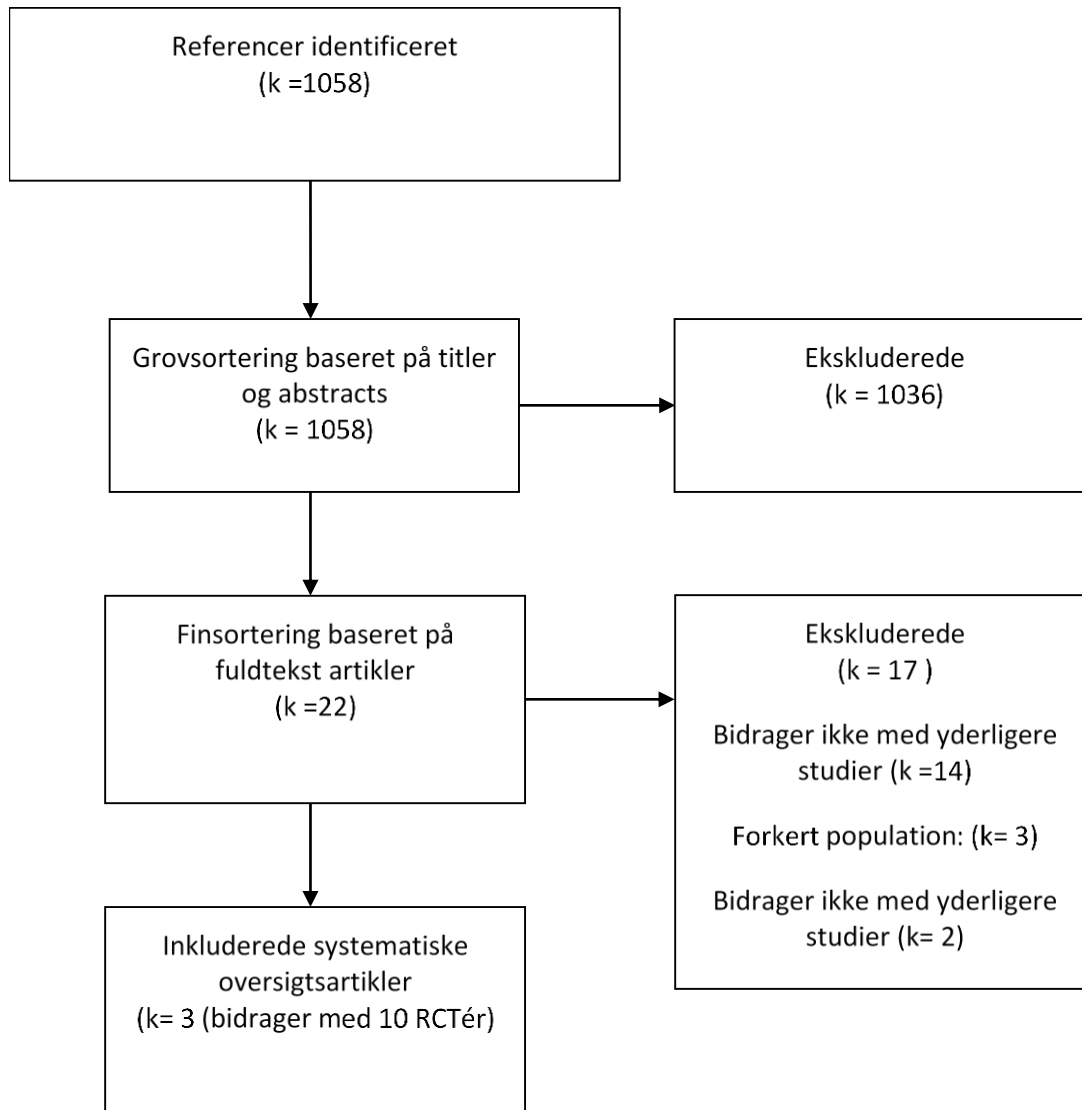 Referencer identificeret
(k =1058)
Grovsortering baseret på titler
og abstracts
(k = 1058)
Ekskluderede
(k = 1036)
Finsortering baseret på
fuldtekst artikler
(k =22)
Ekskluderede
(k = 17 )
Bidrager ikke med yderligere
studier (k =14)
Forkert population: (k= 3)
Bidrager ikke med yderligere
studier (k= 2)
Inkluderede systematiske
oversigtsartikler
(k= 3 (bidrager med 10 RCTér)